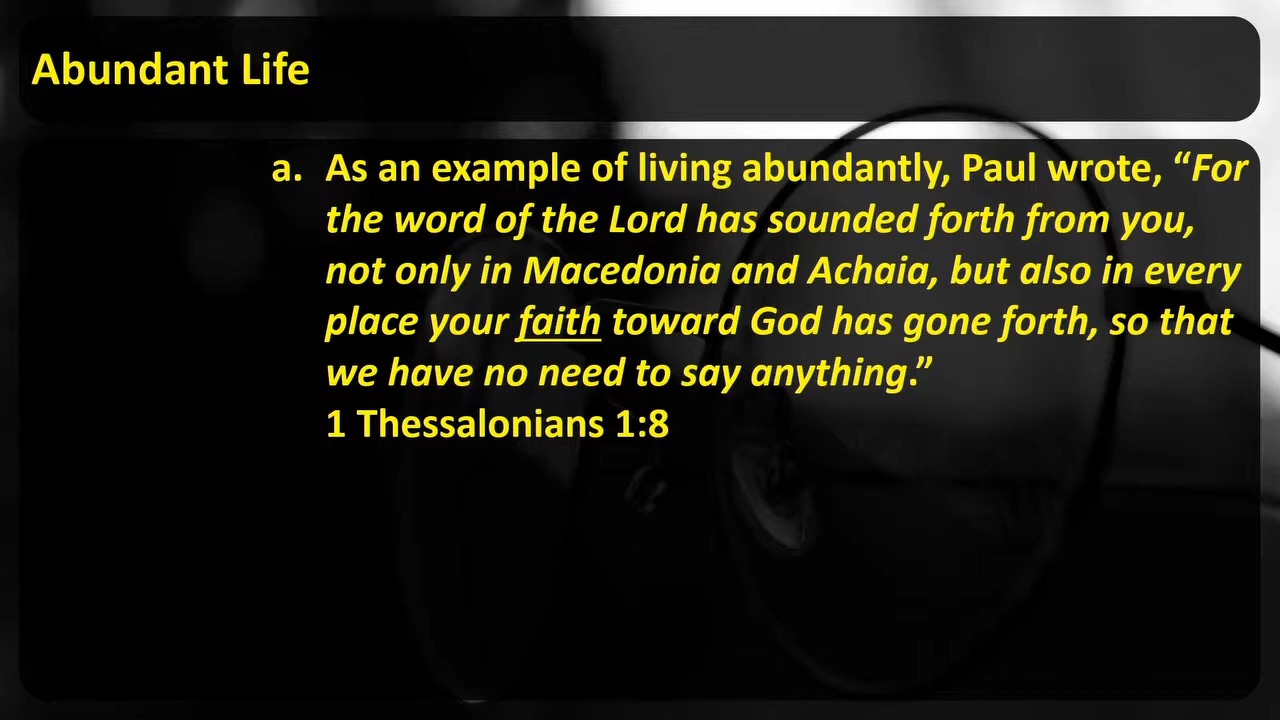 Abundant Life
a. As an example of living abundantly, Paul wrote, “For
the word of the Lord has sounded forth from you,
not only in Macedonia and Achaia, but also in every
place your faith toward God has gone forth, so that
we have no need to say anything.”
1 Thessalonians 1:8